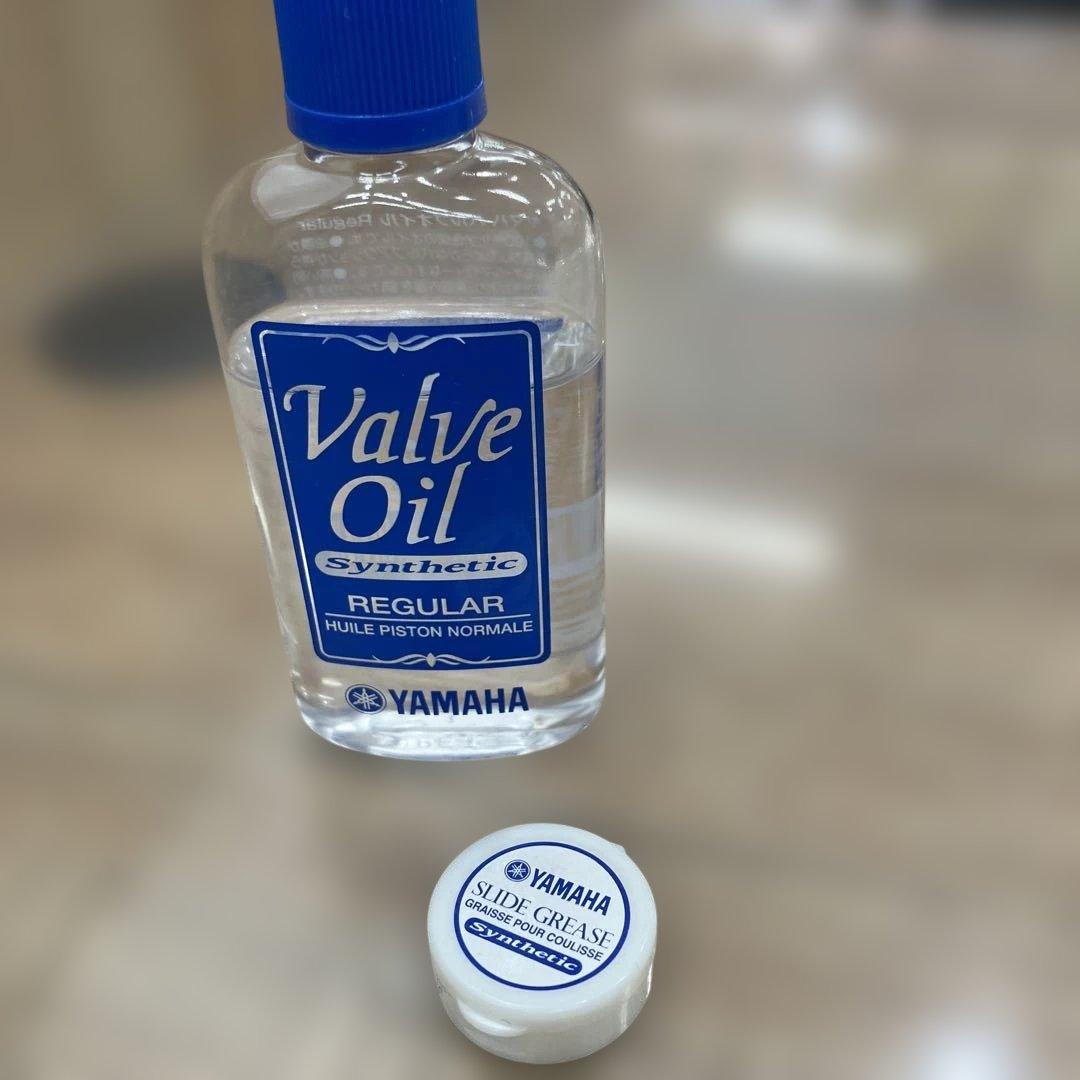 Valve
Oil
Synthetic
REGULAR
HUILE PISTON NORMALE
YAMAHA
YAMAHA
SLIDE GREASE
GRAISSE POUR COULISSE
Synthetic